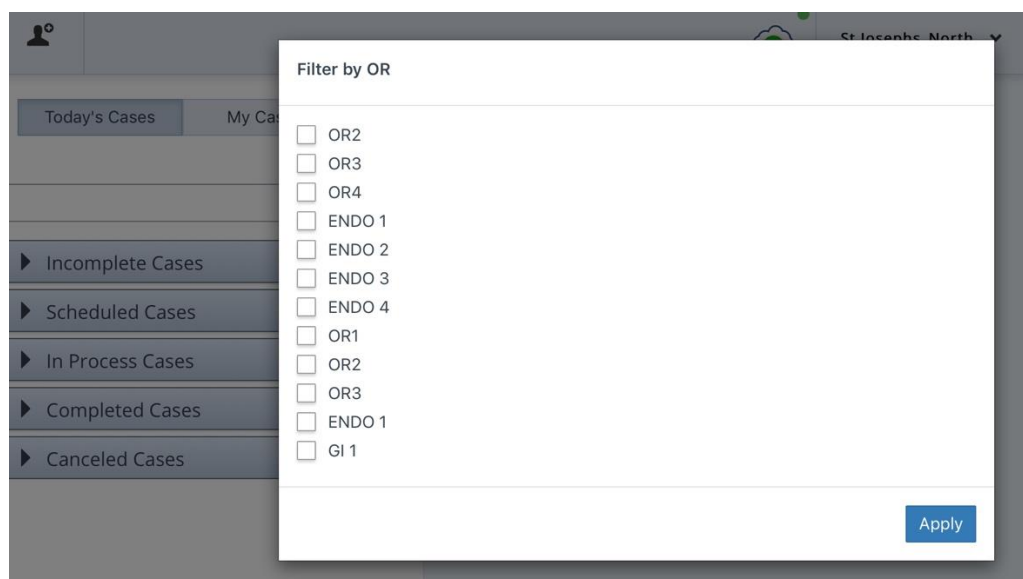 St Josephs, North
Filter by OR
Today's Cases
My Cas
OR2
OR3
OR4
ENDO 1
ENDO 2
ENDO 3
ENDO 4
OR1
OR2
OR3
ENDO 1
GI 1
Incomplete Cases
Scheduled Cases
In Process Cases
Completed Cases
Canceled Cases
Apply